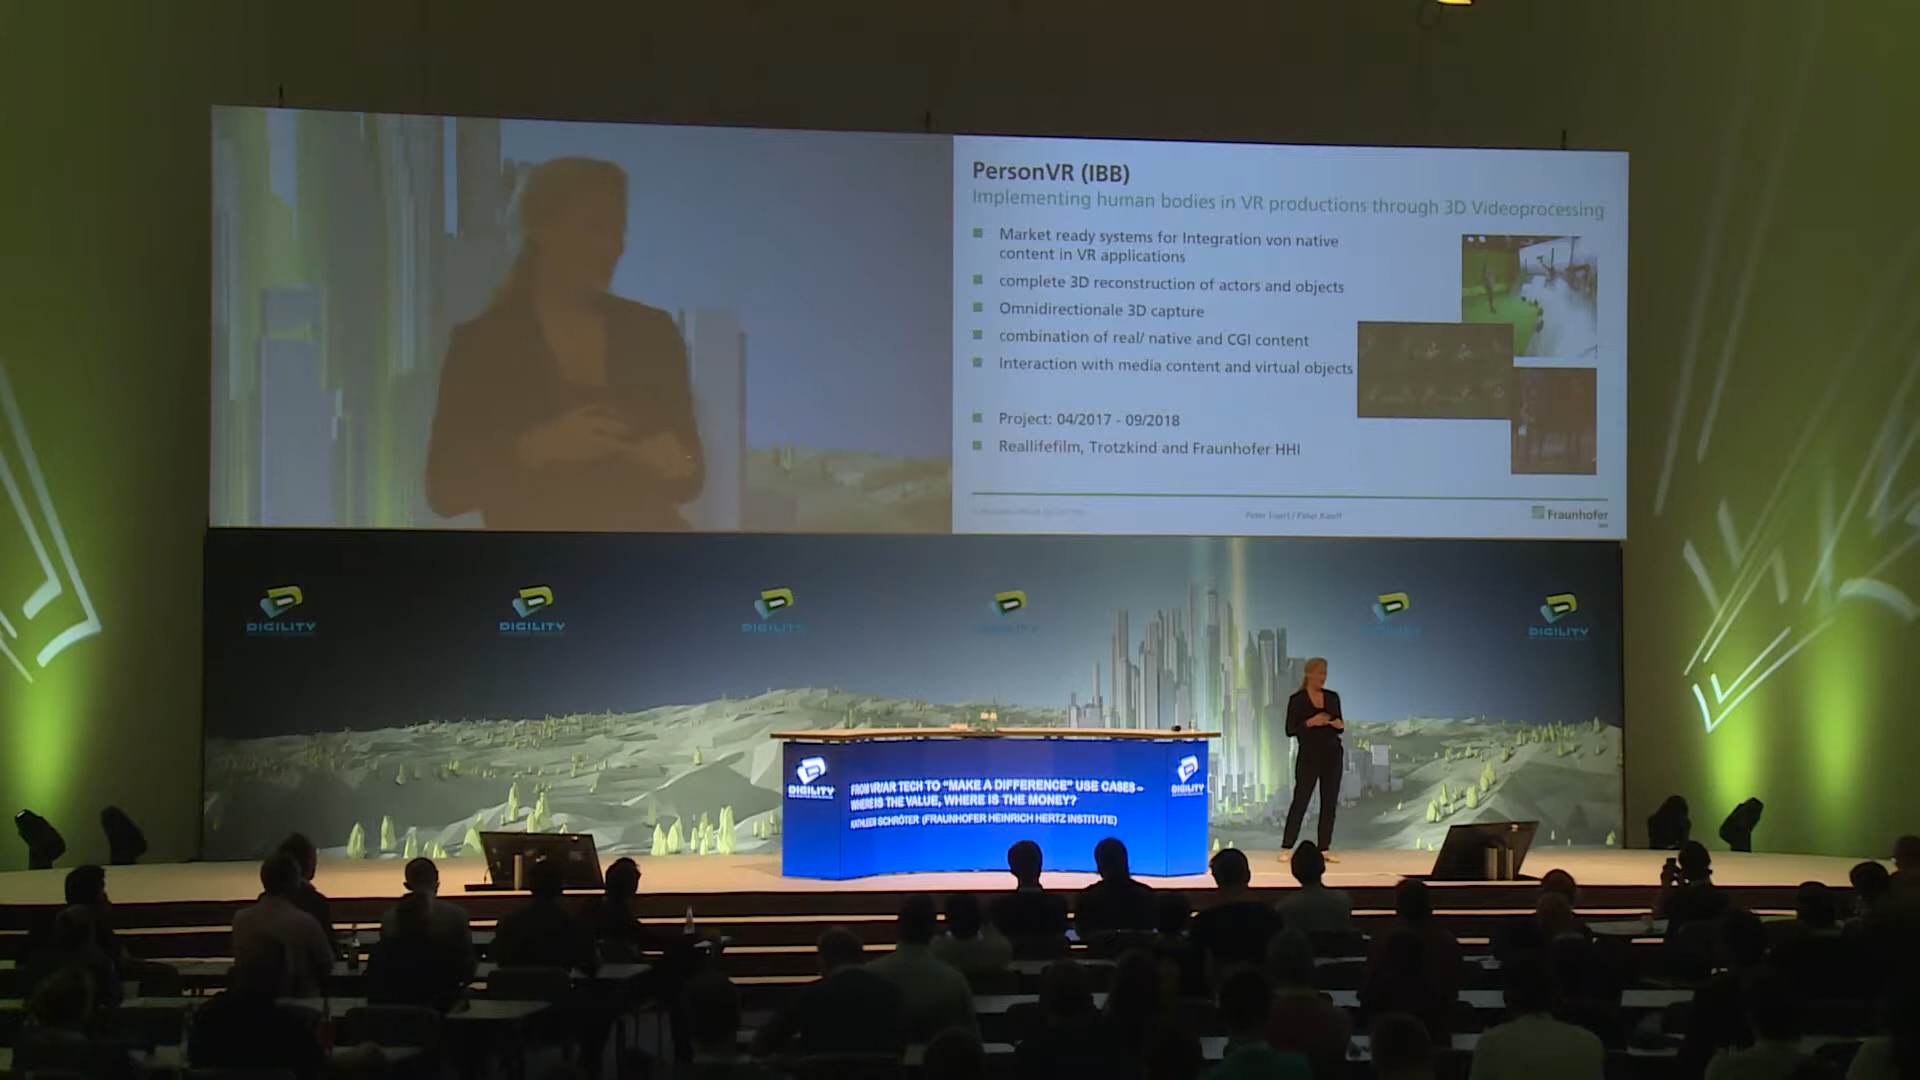 PersonVR (IBB)
Implementing human bodies in VR productions through 3D Videoprocessing
Market ready systems for Integration von native
content in VR applications
complete 3D reconstruction of actors and objects
Omnidirectionale 3D capture
combination of real/ native and CGI content
Interaction with media content and virtual objects
Project: 04/2017 - 09/2018
Reallifefilm, Trotzkind and Fraunhofer HHI
Fraunhofer
DIGILITY
DIGILITY
DIGILITY
DIGILITY
DIGILITY
DIGILITY
DIGILITY
FROM VR/AR TECH TO “MAKE A DIFFERENCE” USE CASES –
WHERE IS THE VALUE, WHERE IS THE MONEY?
KATHLEEN SCHRÖTER (FRAUNHOFER HEINRICH HERTZ INSTITUTE)
DIGILITY